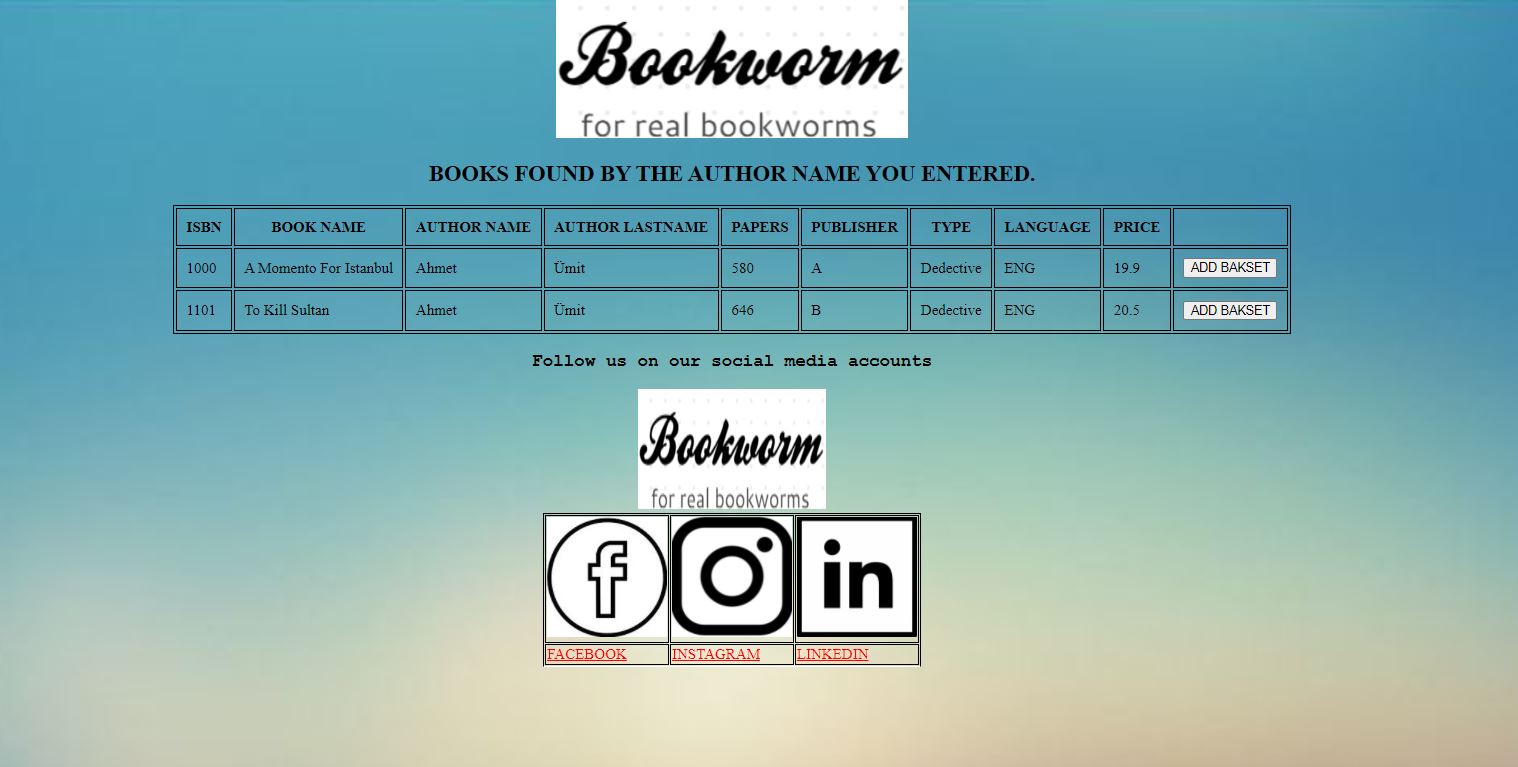 Bookworm
for real bookworms
BOOKS FOUND BY THE AUTHOR NAME YOU ENTERED.
ISBN BOOK NAME AUTHOR NAME AUTHOR LASTNAME PAPERS PUBLISHER TYPE LANGUAGE PRICE
1000 A Momento For Istanbul Ahmet Ümit 580 A Dedective ENG 19.9 ADD BAKSET
1101 To Kill Sultan Ahmet Ümit 646 B Dedective ENG 20.5 ADD BAKSET
Follow us on our social media accounts
Bookworm
for real bookworms
f in
FACEBOOK INSTAGRAM LINKEDIN